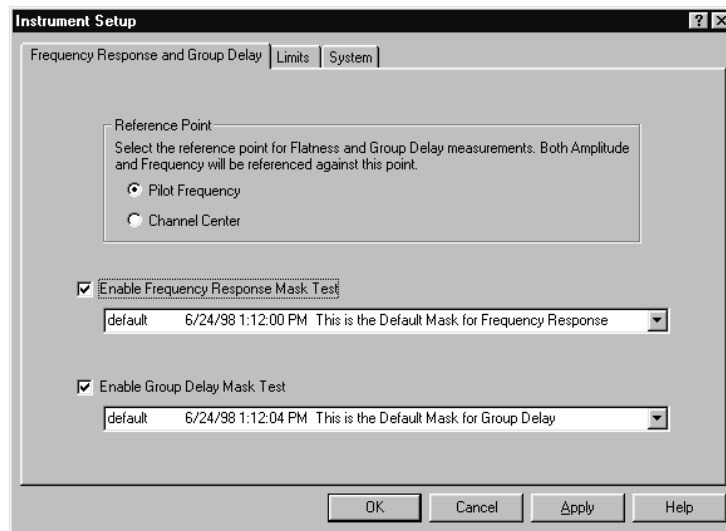 Instrument Setup
Frequency Response and Group Delay Limits System
Reference Point
Select the reference point for Flatness and Group Delay measurements. Both Amplitude
and Frequency will be referenced against this point.
Pilot Frequency
Channel Center
Enable Frequency Response Mask Test
default 6/24/98 1:12:00 PM This is the Default Mask for Frequency Response
Enable Group Delay Mask Test
default 6/24/98 1:12:04 PM This is the Default Mask for Group Delay
OK Cancel Apply Help